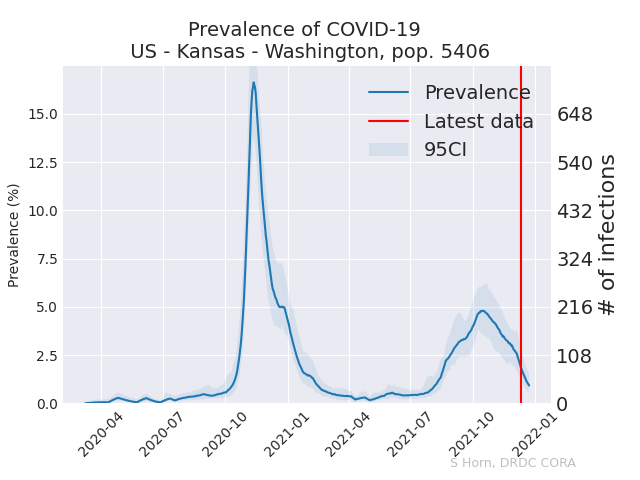 Prevalence of COVID-19
US - Kansas - Washington, pop. 5406
Prevalence
Latest data
95CI
Prevalence (%)
15.0
12.5
10.0
7.5
5.0
2.5
0.0
648
540
432
324
216
108
0
# of infections
2020-04
2020-07
2020-10
2021-01
2021-04
2021-07
2021-10
2022-01
S Horn, DRDC CORA